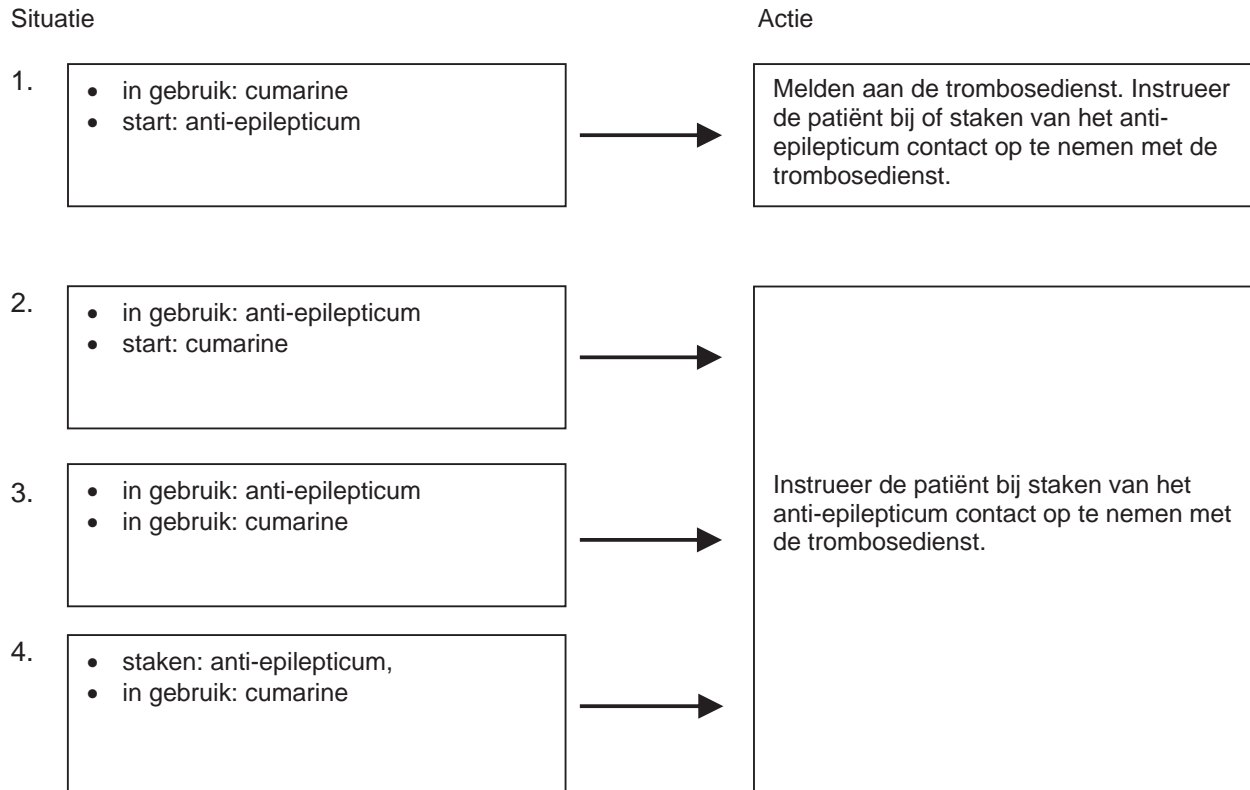 Situatie
Actie
1.
• in gebruik: cumarine
• start: anti-epilepticum
Melden aan de trombosedienst. Instrueer
de patiënt bij of staken van het anti-
epilepticum contact op te nemen met de
trombosedienst.
2.
• in gebruik: anti-epilepticum
• start: cumarine
3.
• in gebruik: anti-epilepticum
• in gebruik: cumarine
Instrueer de patiënt bij staken van het
anti-epilepticum contact op te nemen met
de trombosedienst.
4.
• staken: anti-epilepticum,
• in gebruik: cumarine